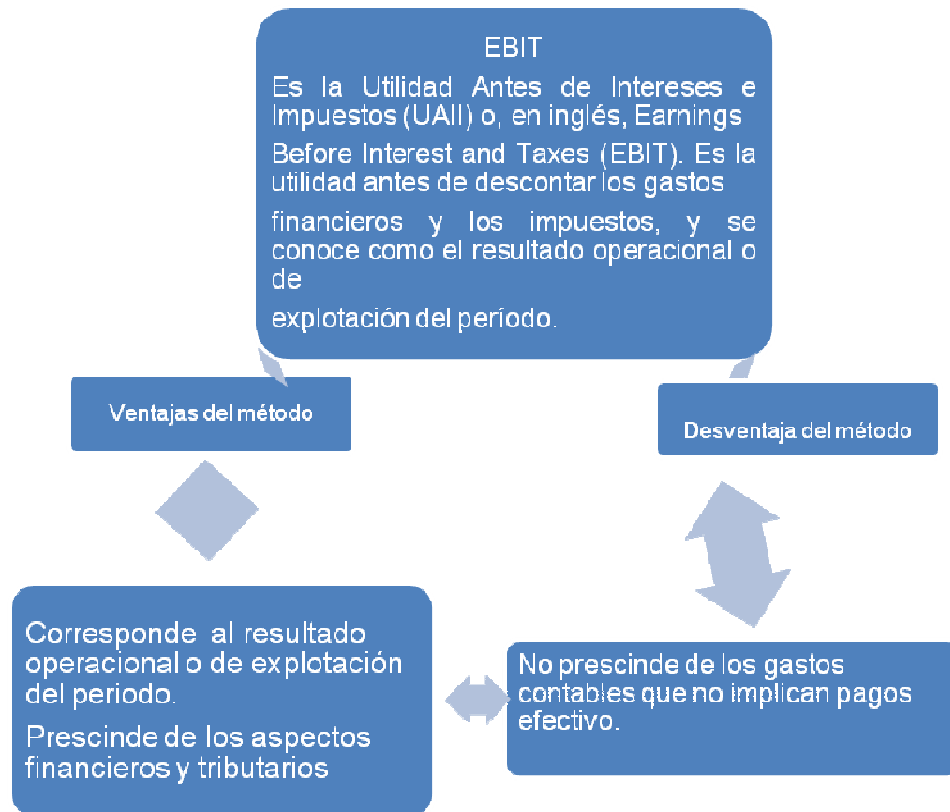 EBIT
Es la Utilidad Antes de Intereses e
Impuestos (UAII) o, en inglés, Earnings
Before Interest and Taxes (EBIT). Es la
utilidad antes de descontar los gastos
financieros y los impuestos, y se
conoce como el resultado operacional o
de
explotación del período.
Ventajas del método
Desventaja del método
Corresponde al resultado
operacional o de explotación
del periodo.
Prescinde de los aspectos
financieros y tributarios
No prescinde de los gastos
contables que no implican pagos
efectivo.